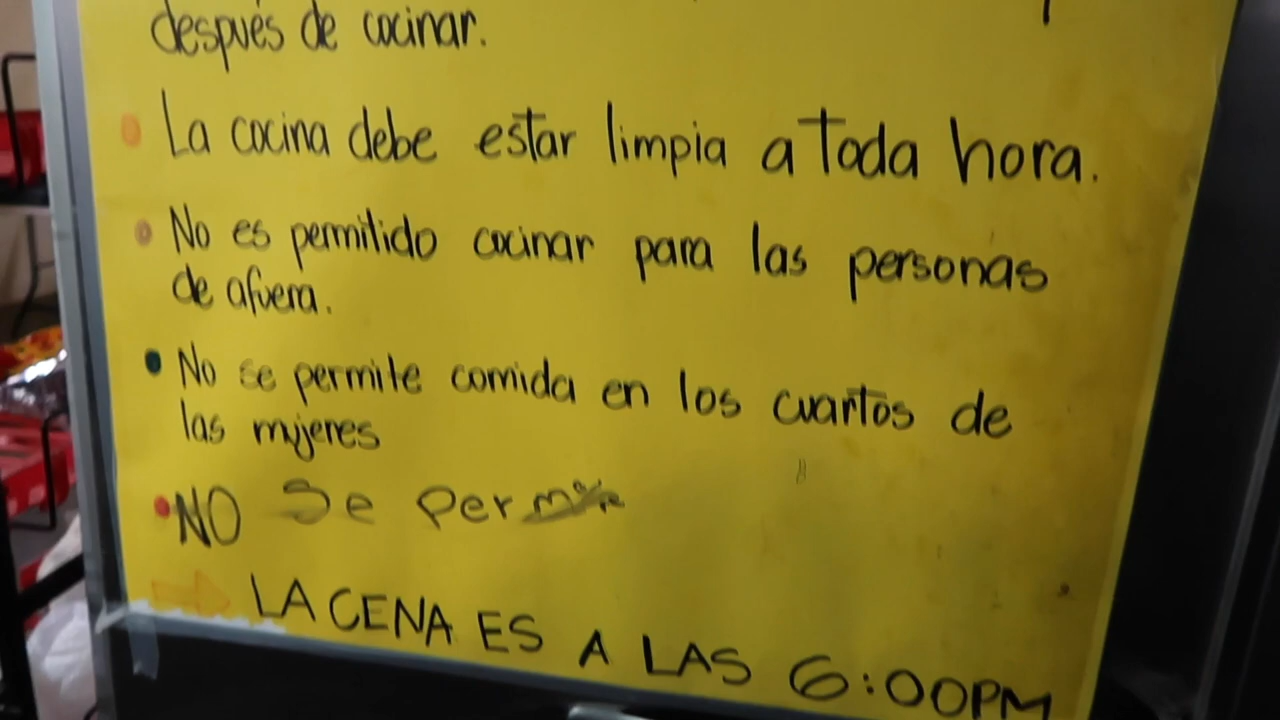 después de cocinar.
La cocina debe estar limpia a Toda hora.
No es permitido cocinar para las personas
de afuera.
No se permite comida en los cuartos de
las mujeres
NO Se Per
LA CENA ES A LAS 6:00PM